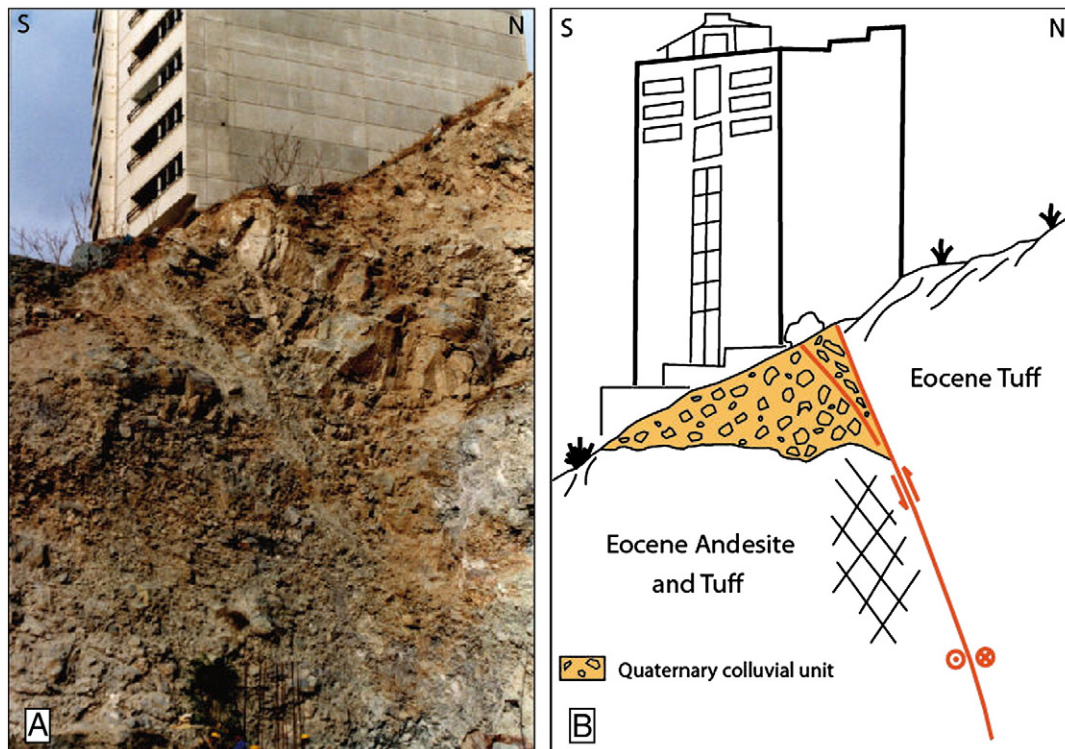 S
N
A
S
N
Eocene Tuff
Eocene Andesite
and Tuff
Quaternary colluvial unit
B